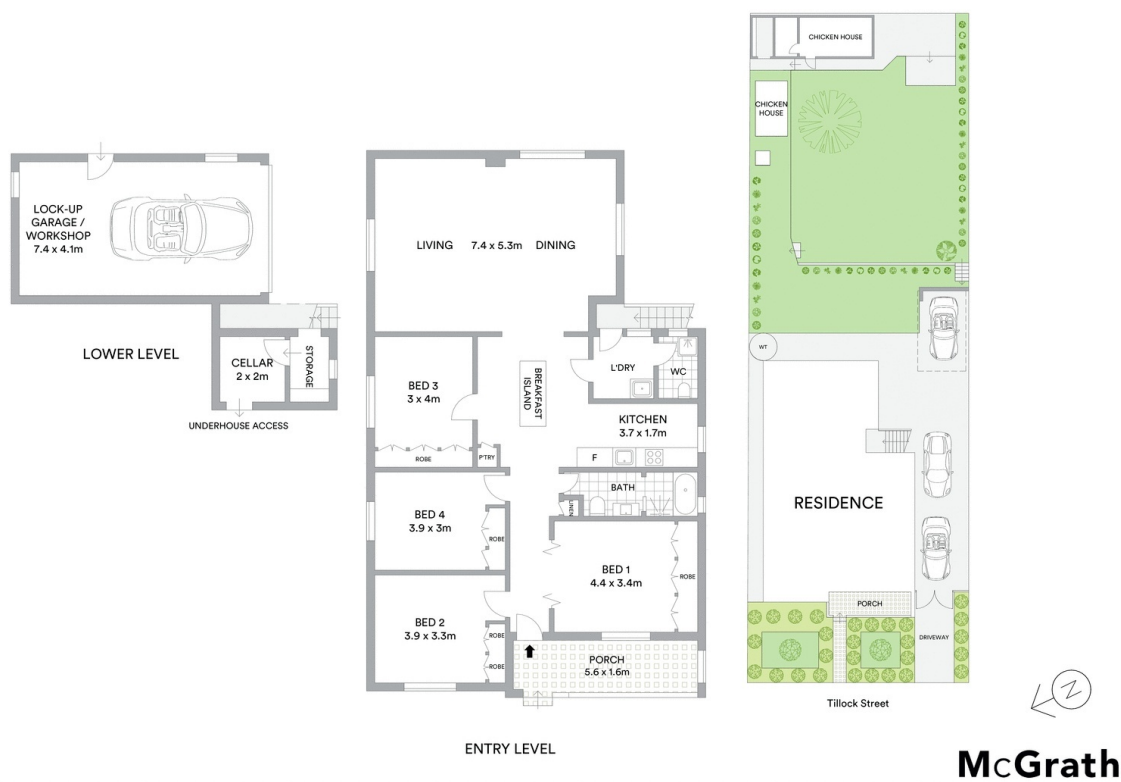 LOCK-UP
GARAGE /
WORKSHOP
7.4 x 4.1m
LOWER LEVEL
CELLAR
2 x 2m
STORAGE
UNDERHOUSE ACCESS
LIVING 7.4 x 5.3m DINING
BED 3
3 x 4m
ROBE
P'TRY
BREAKFAST
ISLAND
L'DRY
WC
KITCHEN
3.7 x 1.7m
F
BATH
LINEN
BED 4
3.9 x 3m
ROBE
BED 1
4.4 x 3.4m
ROBE
BED 2
3.9 x 3.3m
ROBE
ROBE
PORCH
5.6 x 1.6m
ENTRY LEVEL
CHICKEN HOUSE
CHICKEN
HOUSE
WT
RESIDENCE
PORCH
DRIVEWAY
Tillock Street
N
McGrath